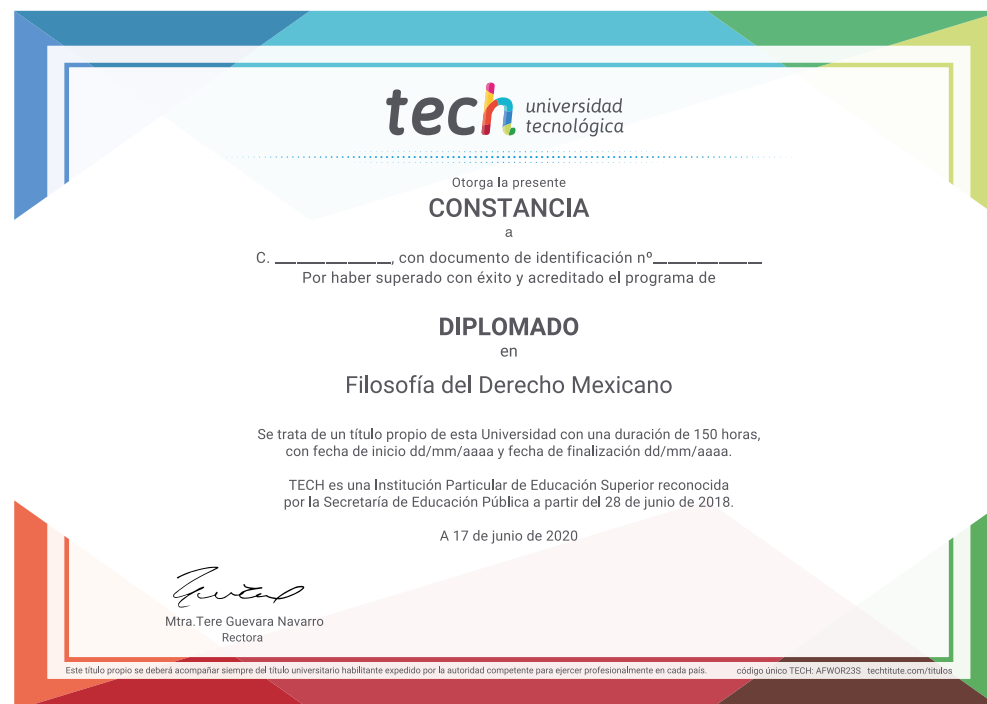 tech universidad
tecnológica
Otorga la presente
CONSTANCIA
a
C. ________________, con documento de identificación nº_______________
Por haber superado con éxito y acreditado el programa de
DIPLOMADO
en
Filosofía del Derecho Mexicano
Se trata de un título propio de esta Universidad con una duración de 150 horas,
con fecha de inicio dd/mm/aaaa y fecha de finalización dd/mm/aaaa.
TECH es una Institución Particular de Educación Superior reconocida
por la Secretaría de Educación Pública a partir del 28 de junio de 2018.
A 17 de junio de 2020
Mtra.Tere Guevara Navarro
Rectora
Este título propio se deberá acompañar siempre del título universitario habilitante expedido por la autoridad competente para ejercer profesionalmente en cada país. código único TECH: AFWOR23S techtitute.com/titulos